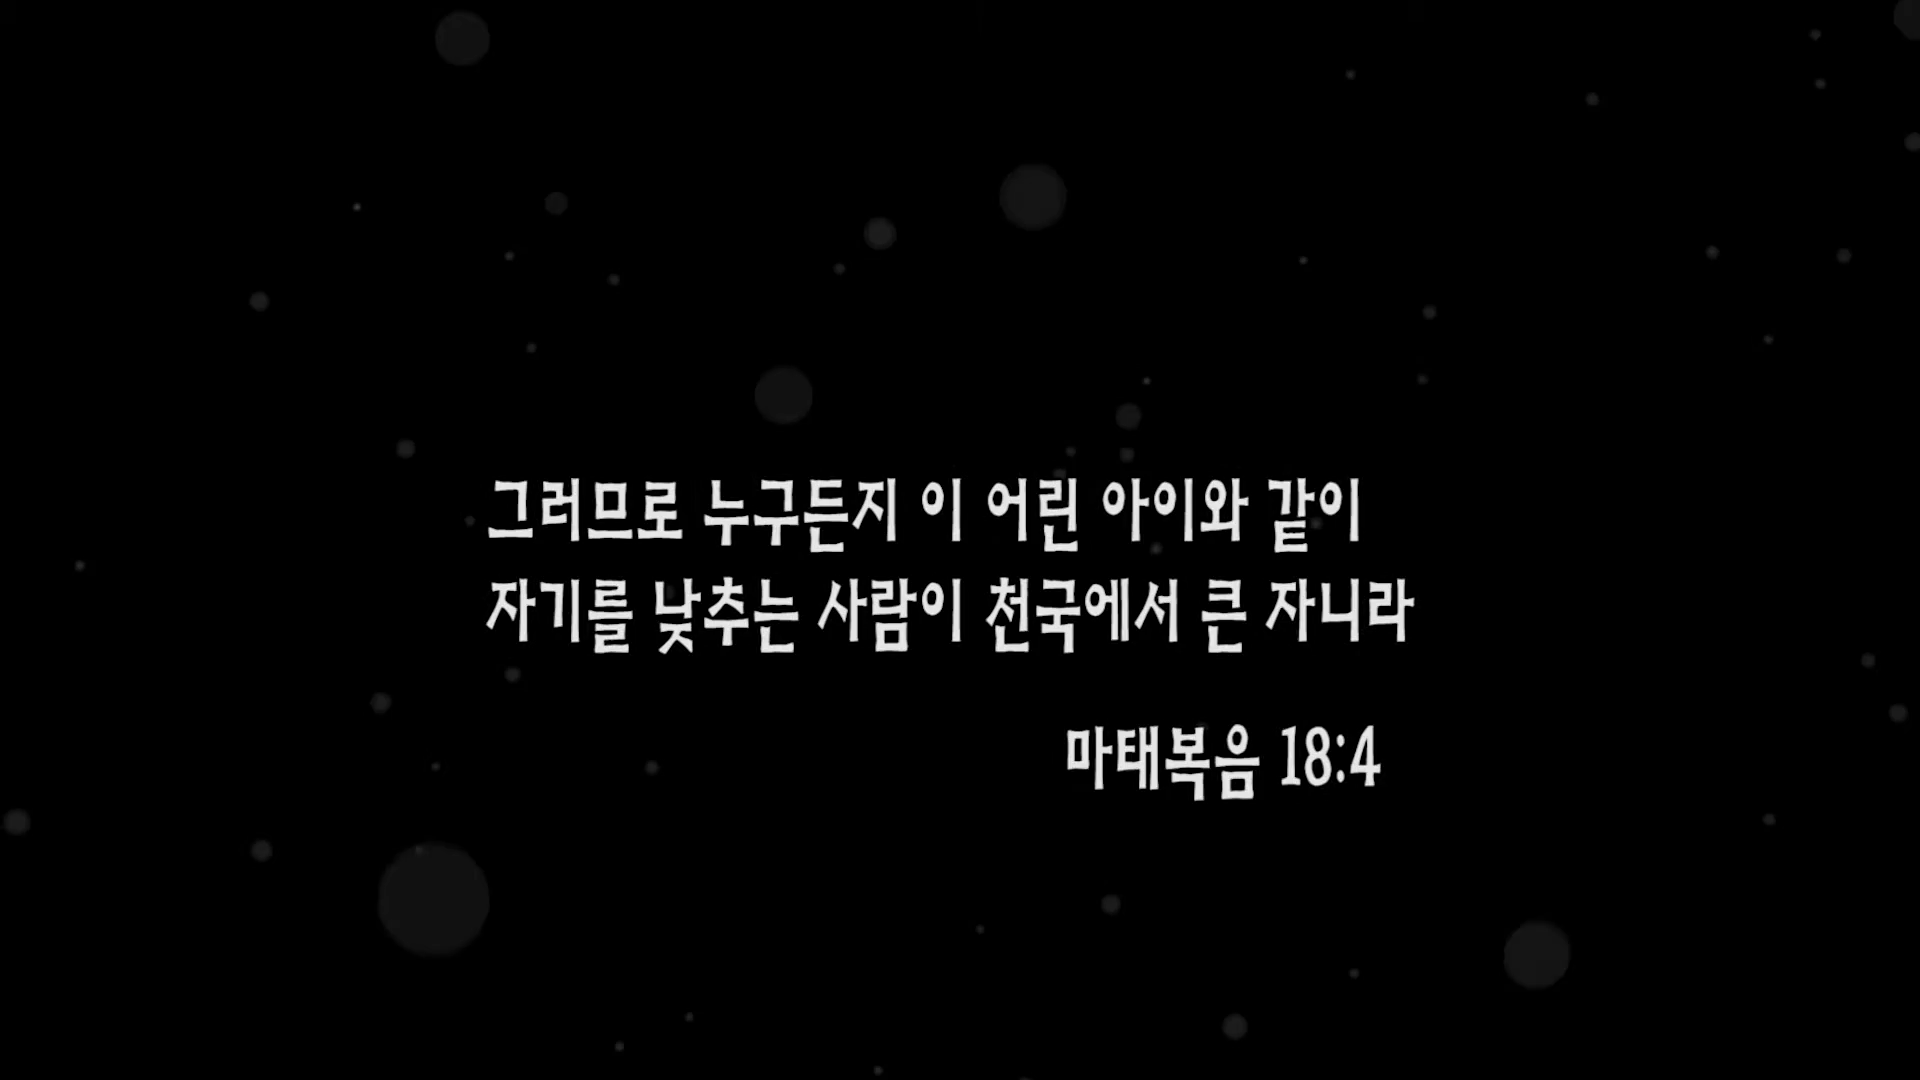 그러므로 누구든지 이 어린 아이와 같이
자기를 낮추는 사람이 천국에서 큰 자니라
마태복음 18:4